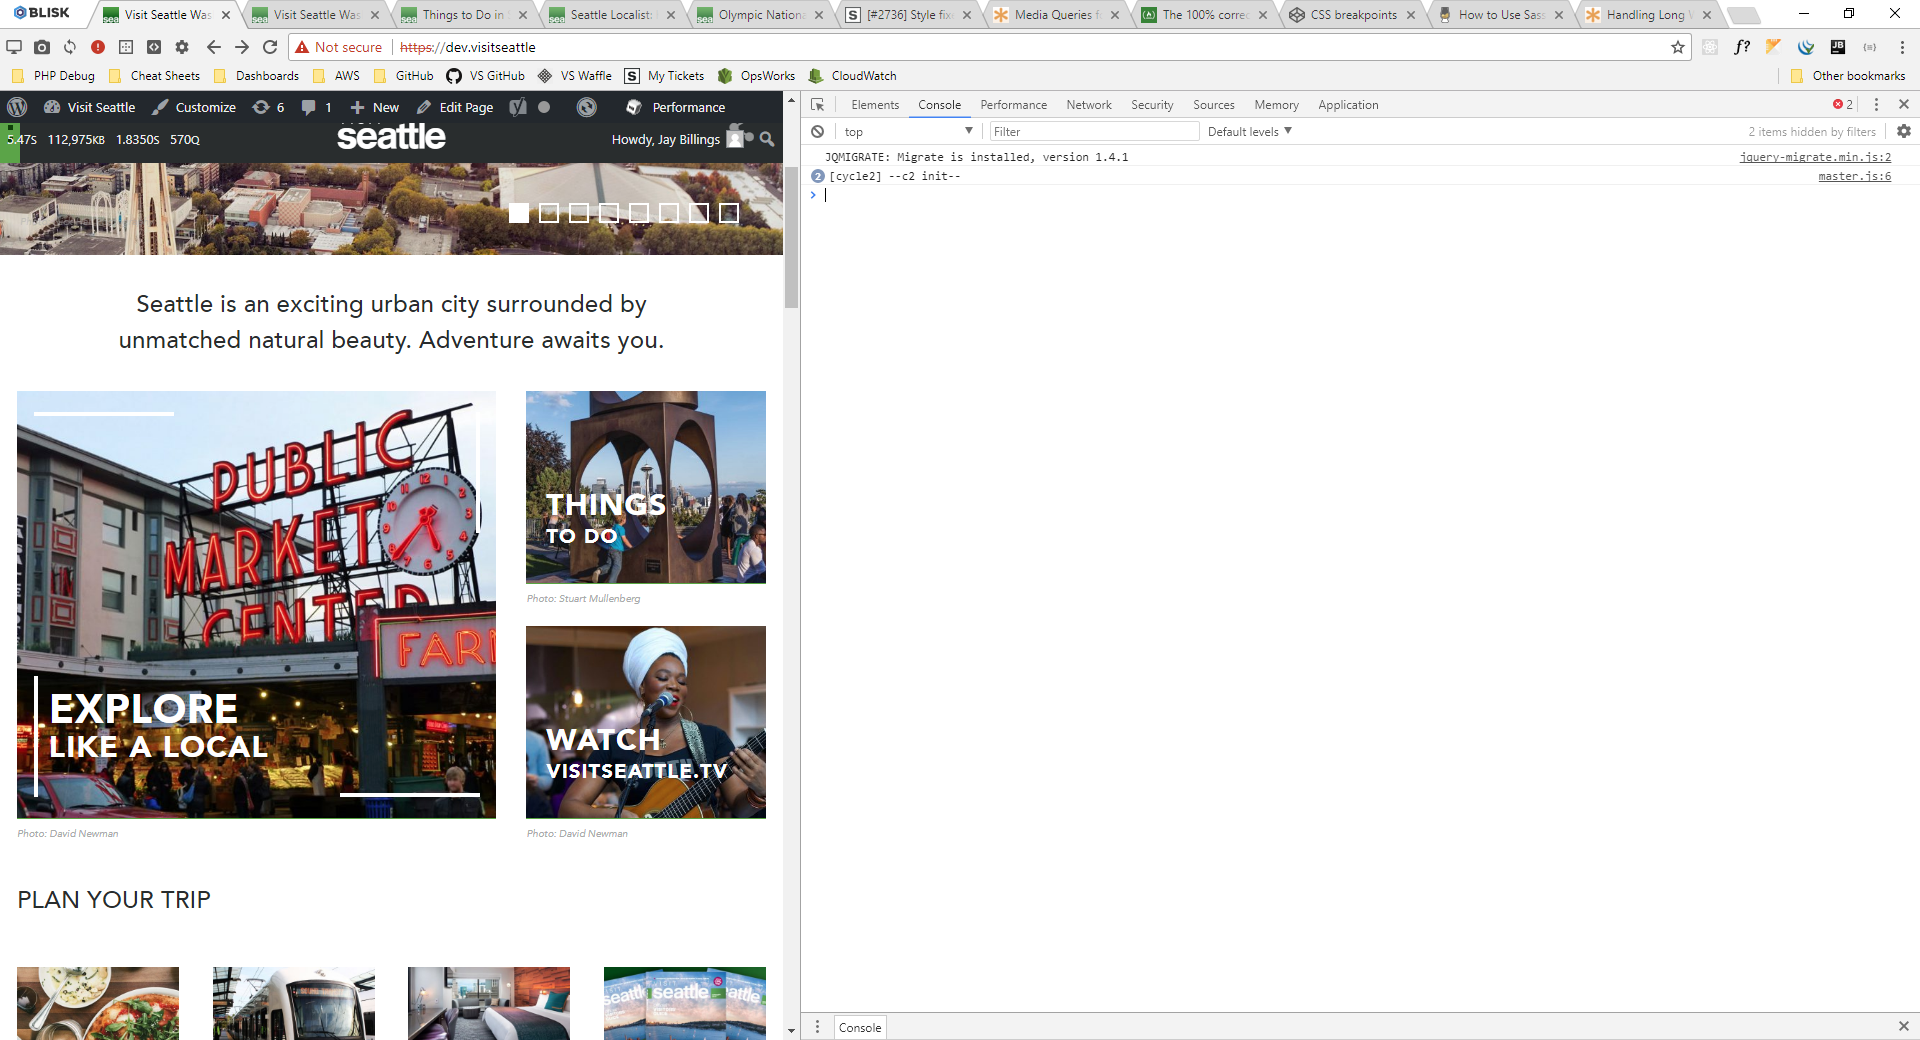 BLISK
Visit Seattle Was
Visit Seattle Was
Things to Do in
Seattle Localist:
Olympic Nationa
[#2736] Style fixe
Media Queries f
The 100% correc
CSS breakpoints
How to Use Sass
Handling Long
Not secure https://dev.visitseattle
f?
JB
PHP Debug Cheat Sheets Dashboards AWS GitHub VS GitHub VS Waffle My Tickets OpsWorks CloudWatch Other bookmarks
Visit Seattle Customize 6 1 New Edit Page Performance
5.47S 112,975KB 1.8350S 570Q
seattle
Howdy, Jay Billings
Elements Console Performance Network Security Sources Memory Application 2
top Filter Default levels 2 items hidden by filters
JQMIGRATE: Migrate is installed, version 1.4.1 jquery-migrate.min.js:2
2 [cycle2] --c2 init-- master.js:6
Seattle is an exciting urban city surrounded by
unmatched natural beauty. Adventure awaits you.
PUBLIC
MARKET
CENTER
FAR
EXPLORE
LIKE A LOCAL
Photo: David Newman
THINGS
TO DO
Photo: Stuart Mullenberg
WATCH
VISITSEATTLE.TV
Photo: David Newman
PLAN YOUR TRIP
seattle
seattle
attle
Console